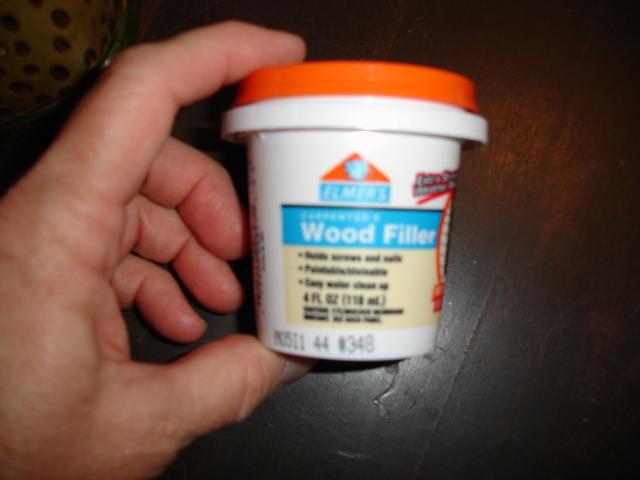 ELMER'S
CARPENTER'S
Wood Filler
• Holds screws and nails
• Paintable/stainable
• Easy water clean up
4 FL OZ (118 mL)
M0511 44 #348